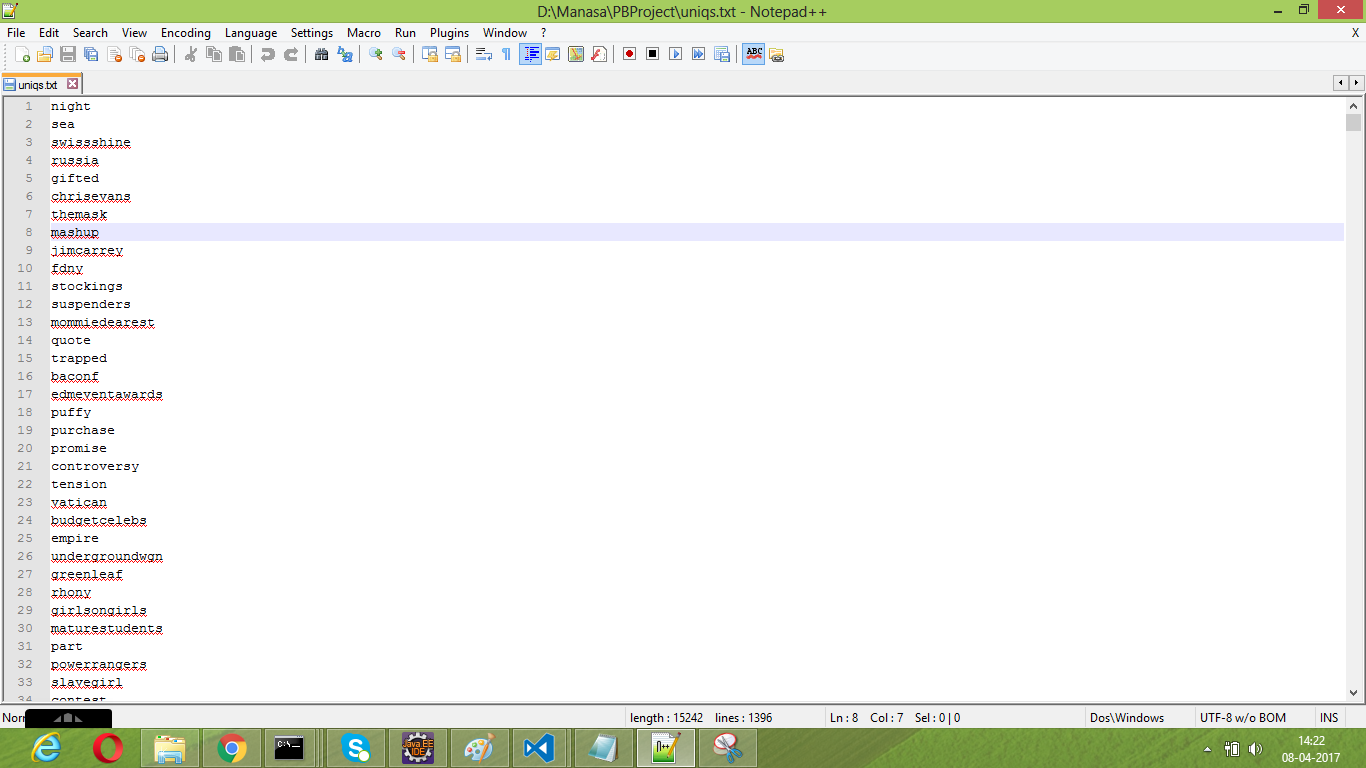 D:\Manasa\PBProject\uniqs.txt - Notepad++
File Edit Search View Encoding Language Settings Macro Run Plugins Window ? X
ABC
uniqs.txt
1 night
2 sea
3 swissshine
4 russia
5 gifted
6 chrisevans
7 themask
8 mashup
9 jimcarrey
10 fdny
11 stockings
12 suspenders
13 mommiedearest
14 quote
15 trapped
16 baconf
17 edmeventawards
18 puffy
19 purchase
20 promise
21 controversy
22 tension
23 vatican
24 budgetcelebs
25 empire
26 undergroundwgn
27 greenleaf
28 rhony
29 girlsongirls
30 maturestudents
31 part
32 powerrangers
33 slavegirl
34 contest
length : 15242 lines : 1396 Ln : 8 Col : 7 Sel : 0 | 0 Dos\Windows UTF-8 w/o BOM INS
C:\_
Java EE
IDE
14:22
08-04-2017